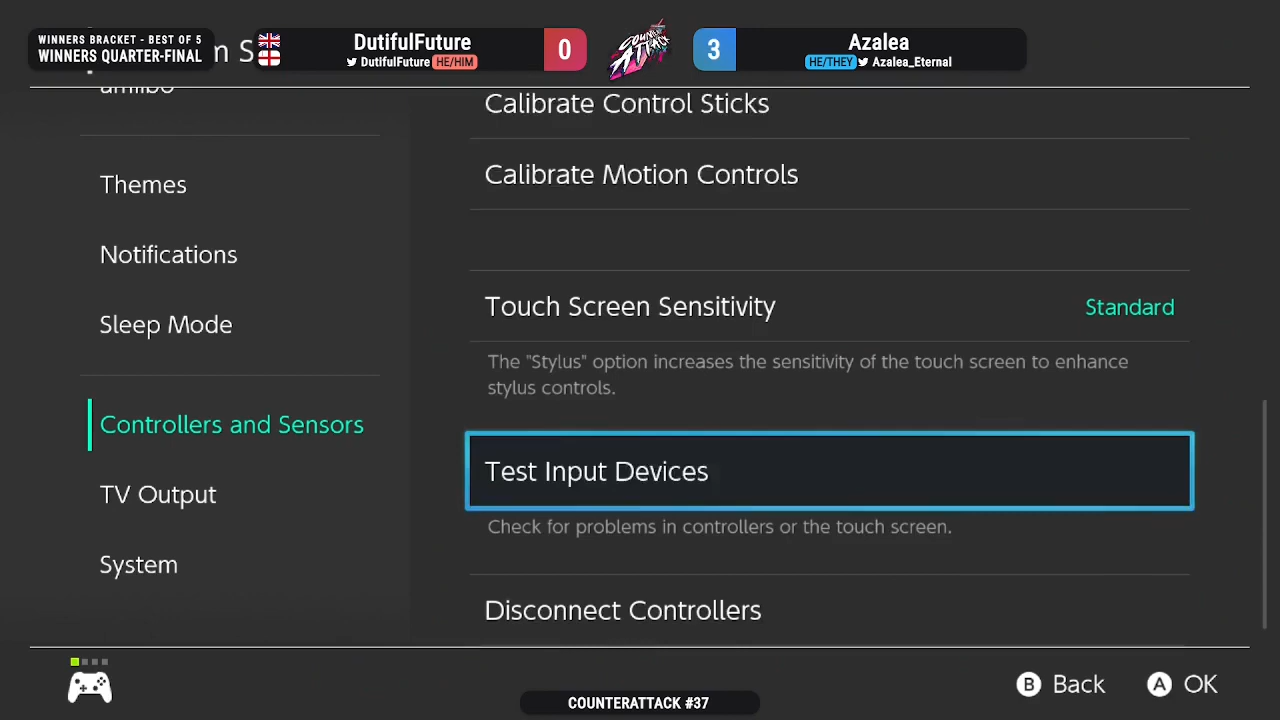 WINNERS BRACKET - BEST OF 5
WINNERS QUARTER-FINAL
DutifulFuture
DutifulFuture HE/HIM
0
COUNTER ATTACK
3
Azalea
HE/THEY Azalea_Eternal
amiibo
Themes
Notifications
Sleep Mode
Controllers and Sensors
TV Output
System
Calibrate Control Sticks
Calibrate Motion Controls
Touch Screen Sensitivity Standard
The "Stylus" option increases the sensitivity of the touch screen to enhance
stylus controls.
Test Input Devices
Check for problems in controllers or the touch screen.
Disconnect Controllers
B Back A OK
COUNTERATTACK #37